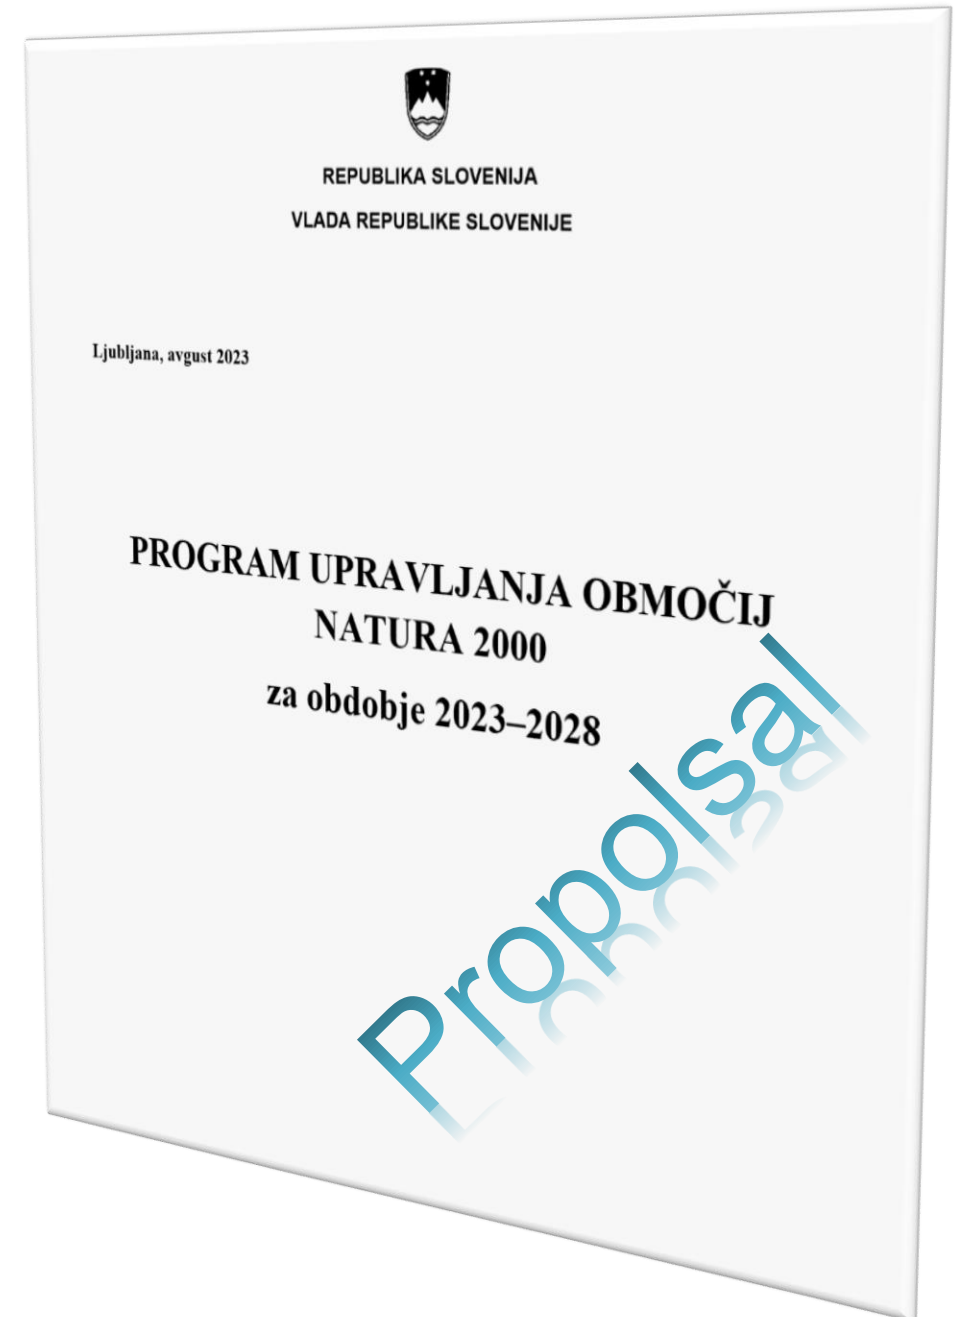 REPUBLIKA SLOVENIJA
VLADA REPUBLIKE SLOVENIJE
Ljubljana, avgust 2023
PROGRAM UPRAVLJANJA OBMOČIJ
NATURA 2000
za obdobje 2023–2028
Propolsal